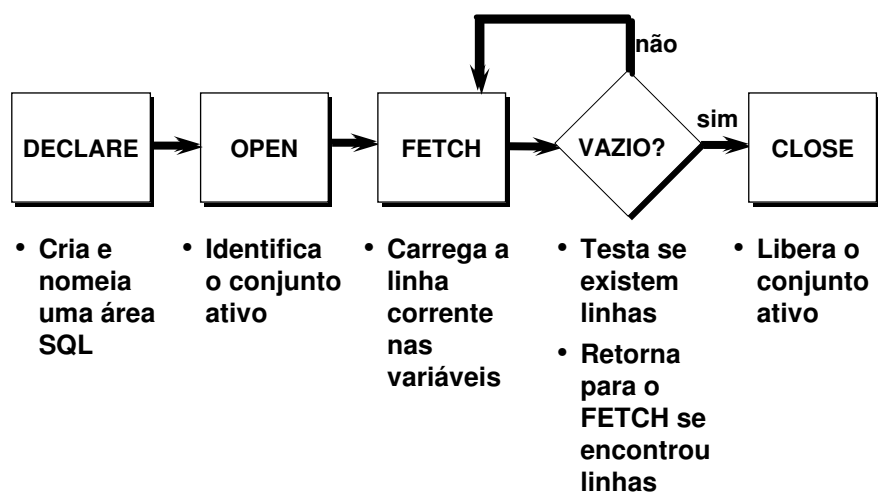 não
DECLARE
OPEN
FETCH
VAZIO?
sim
CLOSE
• Cria e
nomeia
uma área
SQL
• Identifica
o conjunto
ativo
• Carrega a
linha
corrente
nas
variáveis
• Testa se
existem
linhas
• Retorna
para o
FETCH se
encontrou
linhas
• Libera o
conjunto
ativo